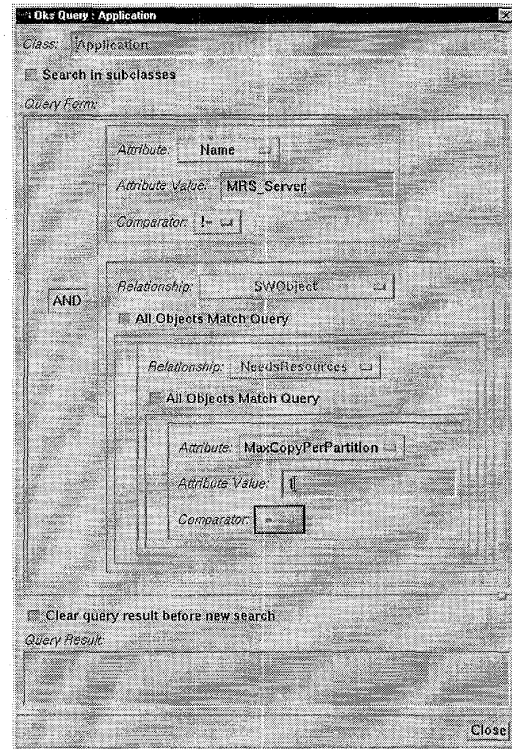 Oks Query : Application
Class: Application
Search in subclasses
Query Form:
Attribute: Name
Attribute Value: MRS_Server
Comparator: !=
AND
Relationship: SWObject
All Objects Match Query
Relationship: NeedsResources
All Objects Match Query
Attribute: MaxCopyPerPartition
Attribute Value: 1
Comparator: =
Clear query result before new search
Query Result:
Close